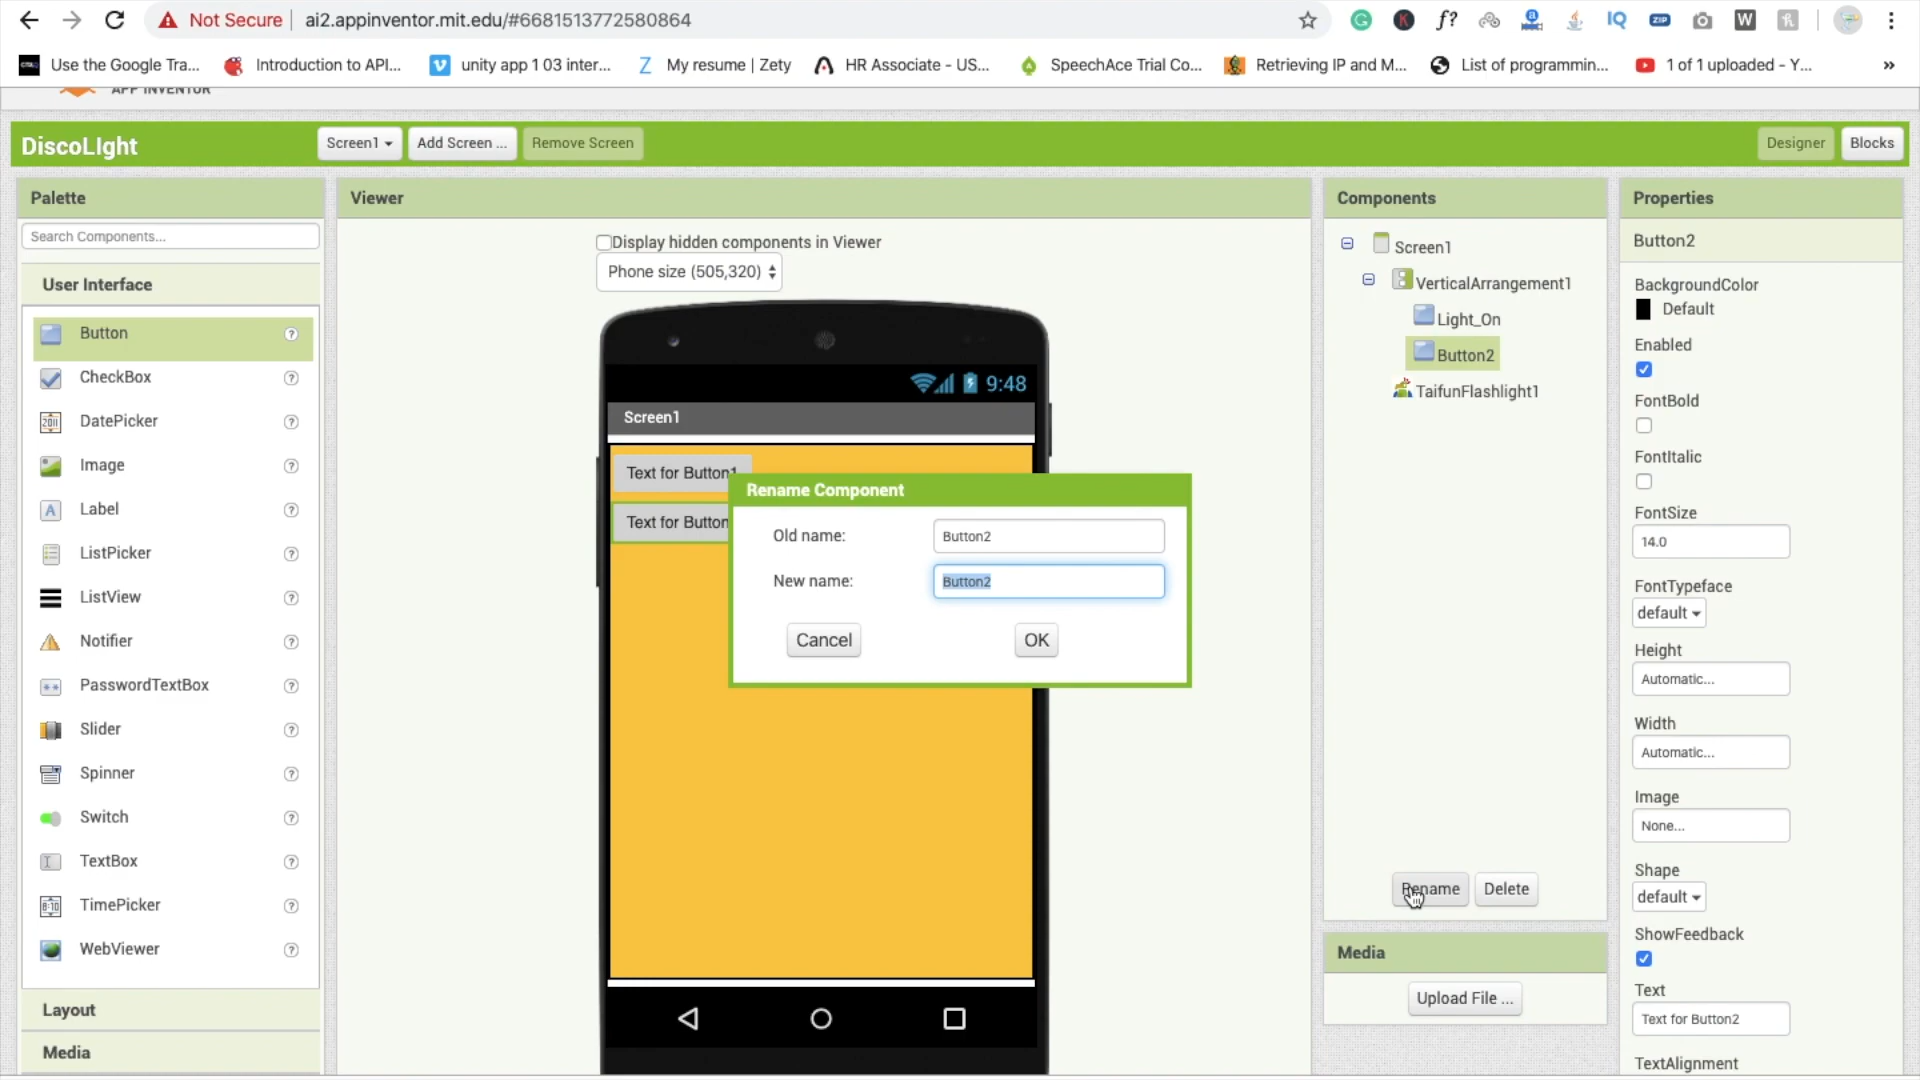 Not Secure
ai2.appinventor.mit.edu/#6681513772580864
Use the Google Tra...
Introduction to API...
unity app 1 03 inter...
My resume | Zety
HR Associate - US...
SpeechAce Trial Co...
Retrieving IP and M...
List of programmin...
1 of 1 uploaded - Y...
APP INVENTOR
DiscoLIght
Screen1
Add Screen ...
Remove Screen
Designer
Blocks
Palette
Search Components...
User Interface
Button
CheckBox
DatePicker
Image
Label
ListPicker
ListView
Notifier
PasswordTextBox
Slider
Spinner
Switch
TextBox
TimePicker
WebViewer
Layout
Media
Viewer
Display hidden components in Viewer
Phone size (505,320)
9:48
Screen1
Text for Button1
Text for Button
Rename Component
Old name:
Button2
New name:
Button2
Cancel
OK
Components
Screen1
VerticalArrangement1
Light_On
Button2
TaifunFlashlight1
Rename
Delete
Media
Upload File ...
Properties
Button2
BackgroundColor
Default
Enabled
FontBold
FontItalic
FontSize
14.0
FontTypeface
default
Height
Automatic...
Width
Automatic...
Image
None...
Shape
default
ShowFeedback
Text
Text for Button2
TextAlignment